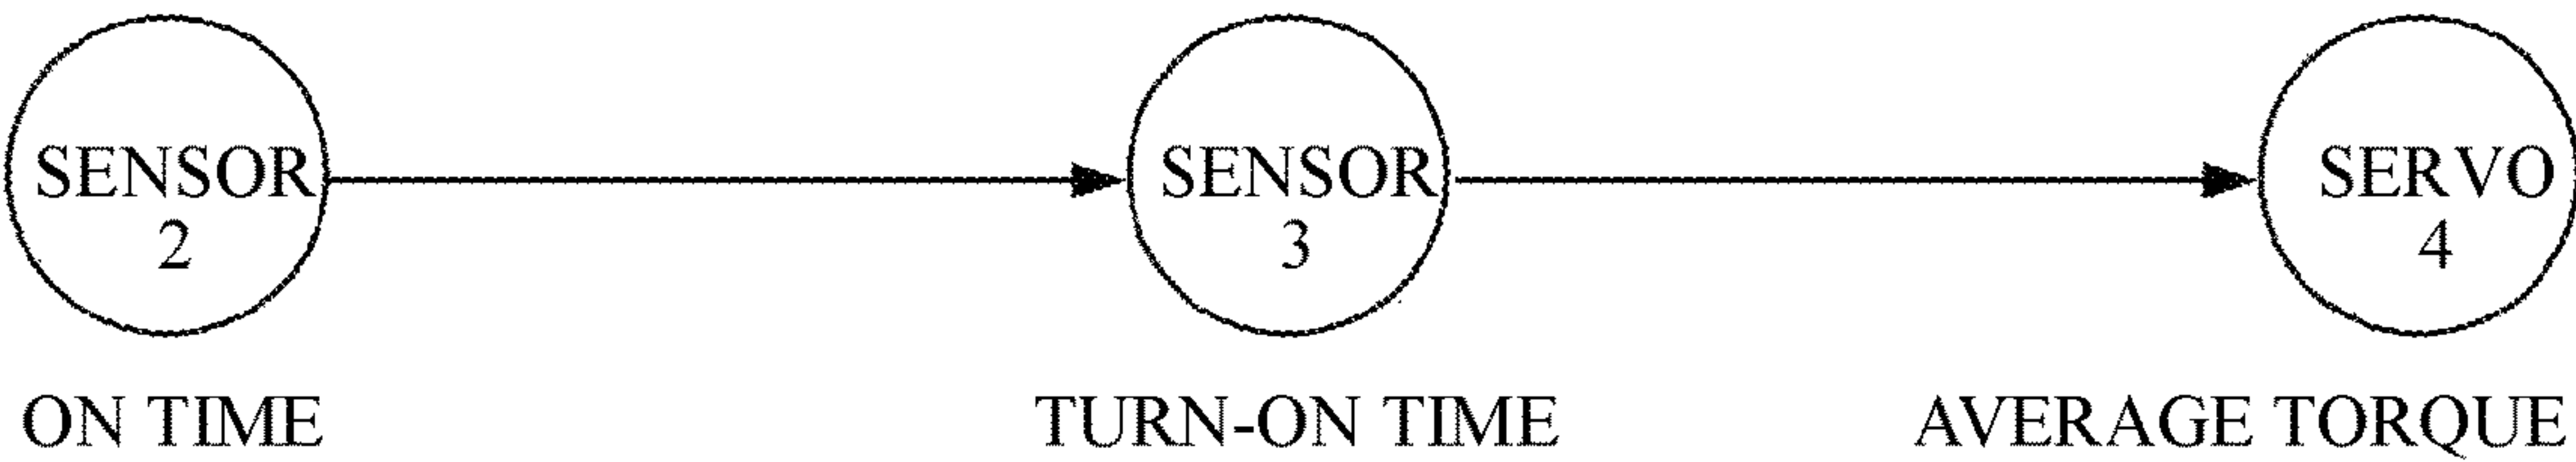 SENSOR
2
SENSOR
3
SERVO
4
ON TIME
TURN-ON TIME
AVERAGE TORQUE